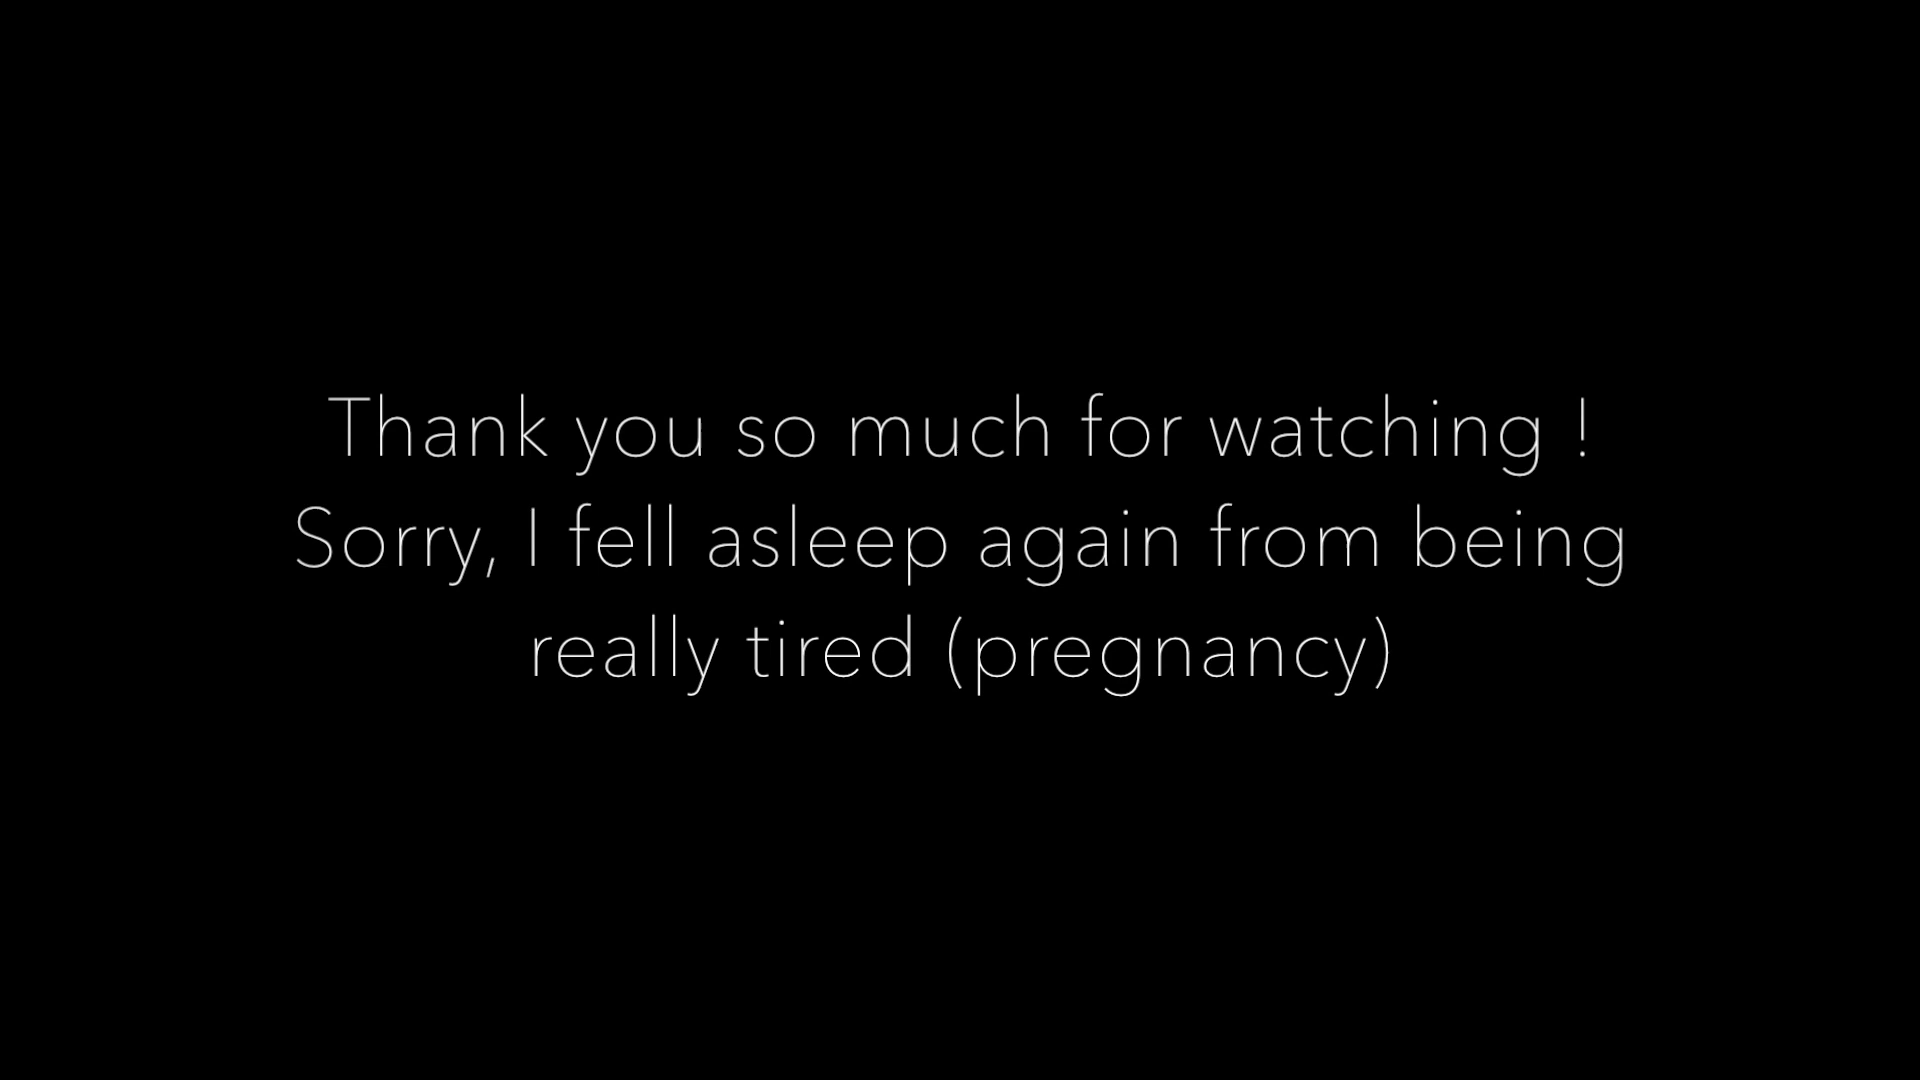 Thank you so much for watching !
Sorry, I fell asleep again from being
really tired (pregnancy)